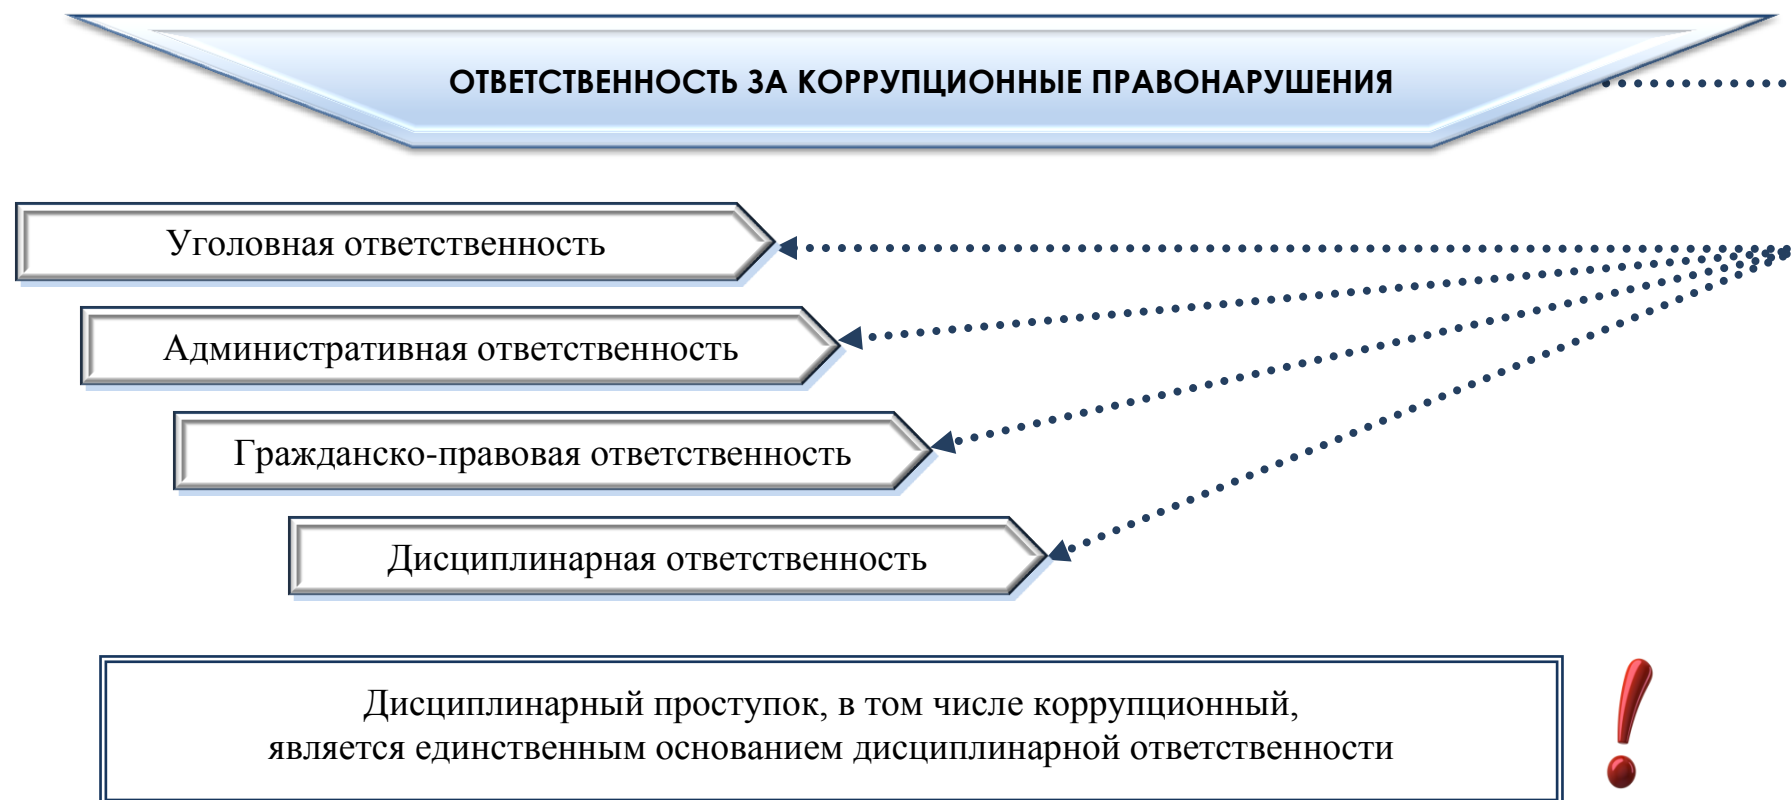 ОТВЕТСТВЕННОСТЬ ЗА КОРРУПЦИОННЫЕ ПРАВОНАРУШЕНИЯ
Уголовная ответственность
Административная ответственность
Гражданско-правовая ответственность
Дисциплинарная ответственность
Дисциплинарный проступок, в том числе коррупционный,
является единственным основанием дисциплинарной ответственности